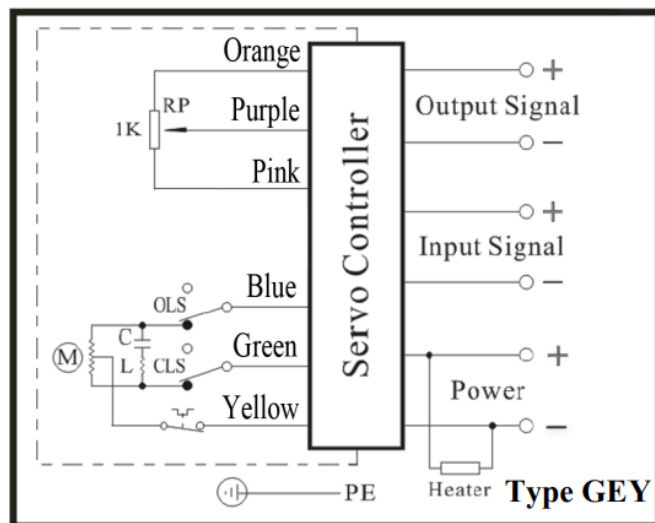 Orange
RP
1K
Purple
Pink
Servo Controller
+
Output Signal
−
+
Input Signal
−
OLS
Blue
C
M
L
CLS
Green
Yellow
+
Power
−
Heater
PE
Type GEY